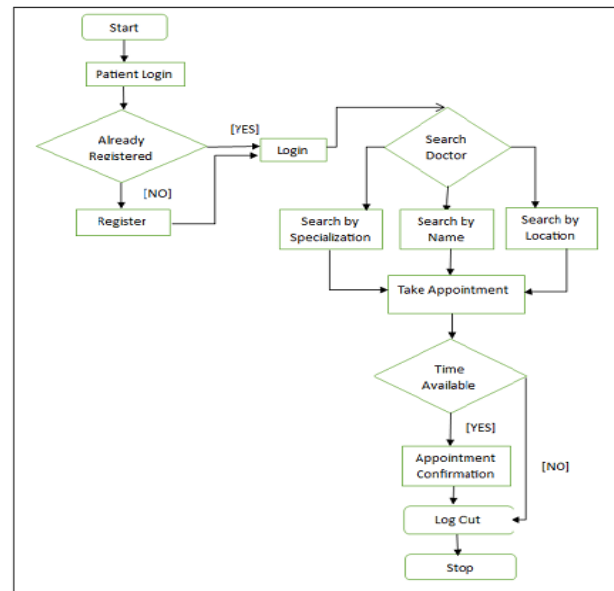 Start
Patient Login
Already
Registered
[YES]
Login
[NO]
Register
Search
Doctor
Search by
Specialization
Search by
Name
Search by
Location
Take Appointment
Time
Available
[YES]
[NO]
Appointment
Confirmation
Log Cut
Stop